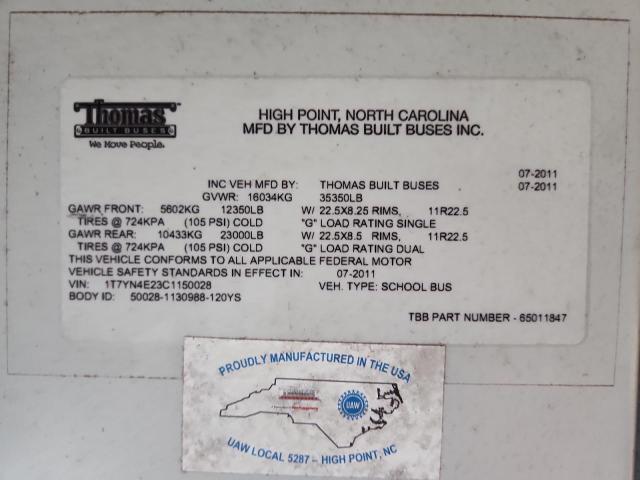 Thomas
BUILT BUSES
We Move People.
HIGH POINT, NORTH CAROLINA
MFD BY THOMAS BUILT BUSES INC.
07-2011
INC VEH MFD BY: THOMAS BUILT BUSES 07-2011
GVWR: 16034KG 35350LB
GAWR FRONT: 5602KG 12350LB W/ 22.5X8.25 RIMS, 11R22.5
TIRES @ 724KPA (105 PSI) COLD "G" LOAD RATING SINGLE
GAWR REAR: 10433KG 23000LB W/ 22.5X8.5 RIMS, 11R22.5
TIRES @ 724KPA (105 PSI) COLD "G" LOAD RATING DUAL
THIS VEHICLE CONFORMS TO ALL APPLICABLE FEDERAL MOTOR
VEHICLE SAFETY STANDARDS IN EFFECT IN: 07-2011
VIN: 1T7YN4E23C1150028 VEH. TYPE: SCHOOL BUS
BODY ID: 50028-1130988-120YS
TBB PART NUMBER - 65011847
PROUDLY MANUFACTURED IN THE USA
UAW
UAW LOCAL 5287 – HIGH POINT, NC